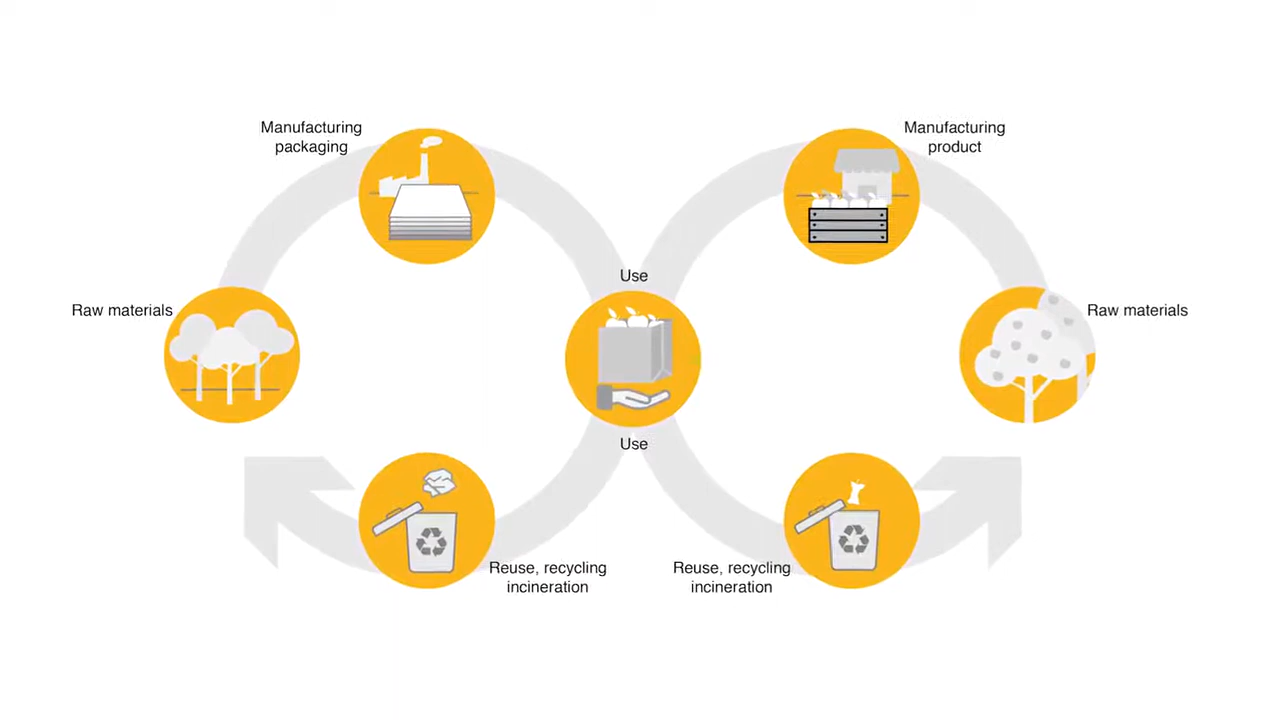 Manufacturing
packaging
Manufacturing
product
Use
Raw materials
Raw materials
Use
Reuse, recycling
incineration
Reuse, recycling
incineration